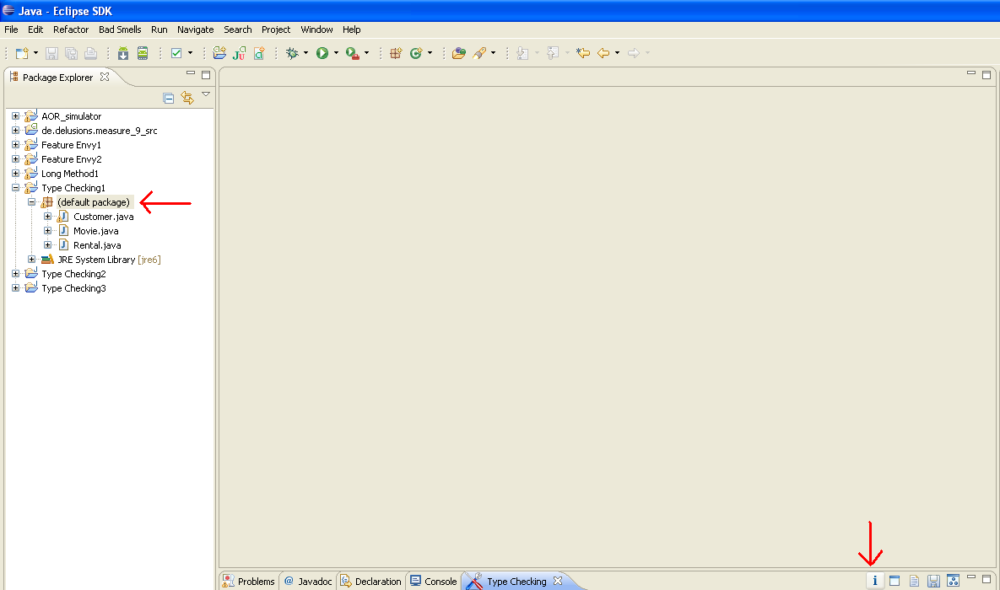 Java - Eclipse SDK
File Edit Refactor Bad Smells Run Navigate Search Project Window Help
Package Explorer
AOR_simulator
de.delusions.measure_9_src
Feature Envy1
Feature Envy2
Long Method1
Type Checking1
(default package)
Customer.java
Movie.java
Rental.java
JRE System Library [jre6]
Type Checking2
Type Checking3
Problems @ Javadoc Declaration Console Type Checking i